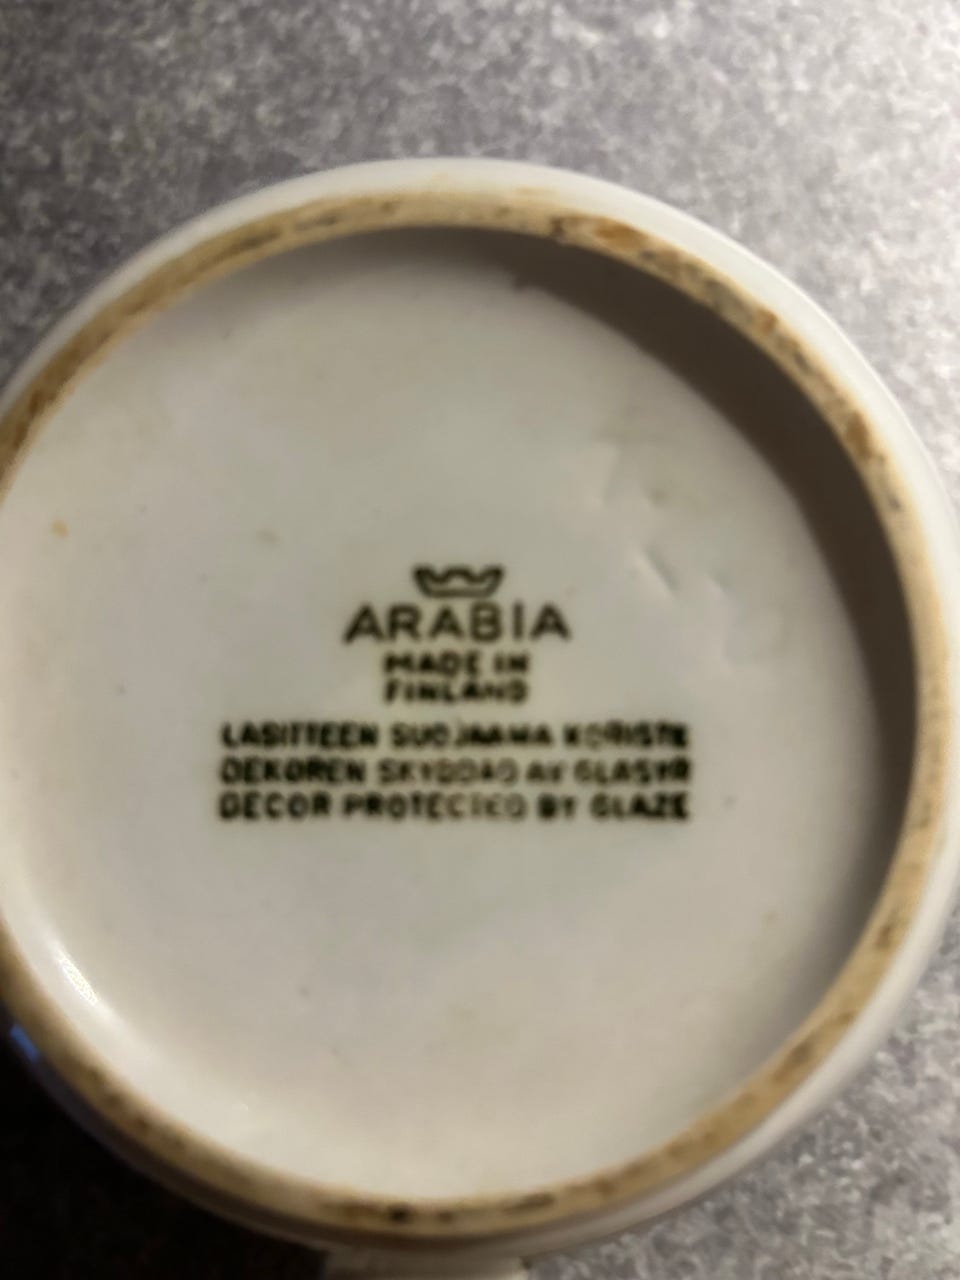 ARABIA
MADE IN
FINLAND
LASITTEEN SUOJAAMA KORISTE
DEKOREN SKYDDAD AV GLASYR
DECOR PROTECTED BY GLAZE